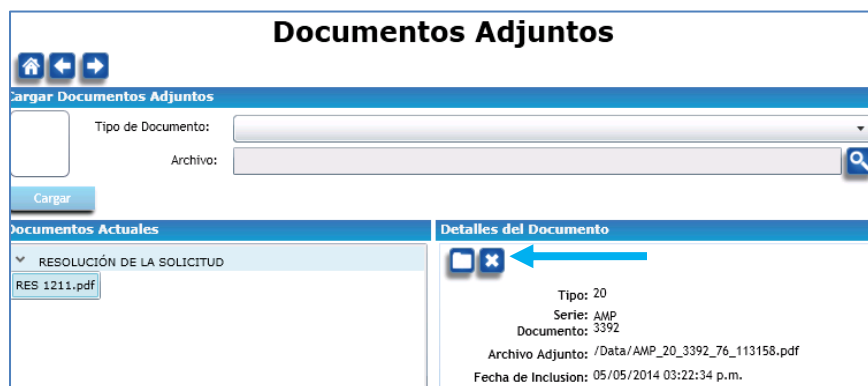 Documentos Adjuntos
Cargar Documentos Adjuntos
Tipo de Documento:
Archivo:
Cargar
Documentos Actuales
Detalles del Documento
RESOLUCIÓN DE LA SOLICITUD
RES 1211.pdf
Tipo: 20
Serie: AMP
Documento: 3392
Archivo Adjunto: /Data/AMP_20_3392_76_113158.pdf
Fecha de Inclusion: 05/05/2014 03:22:34 p.m.